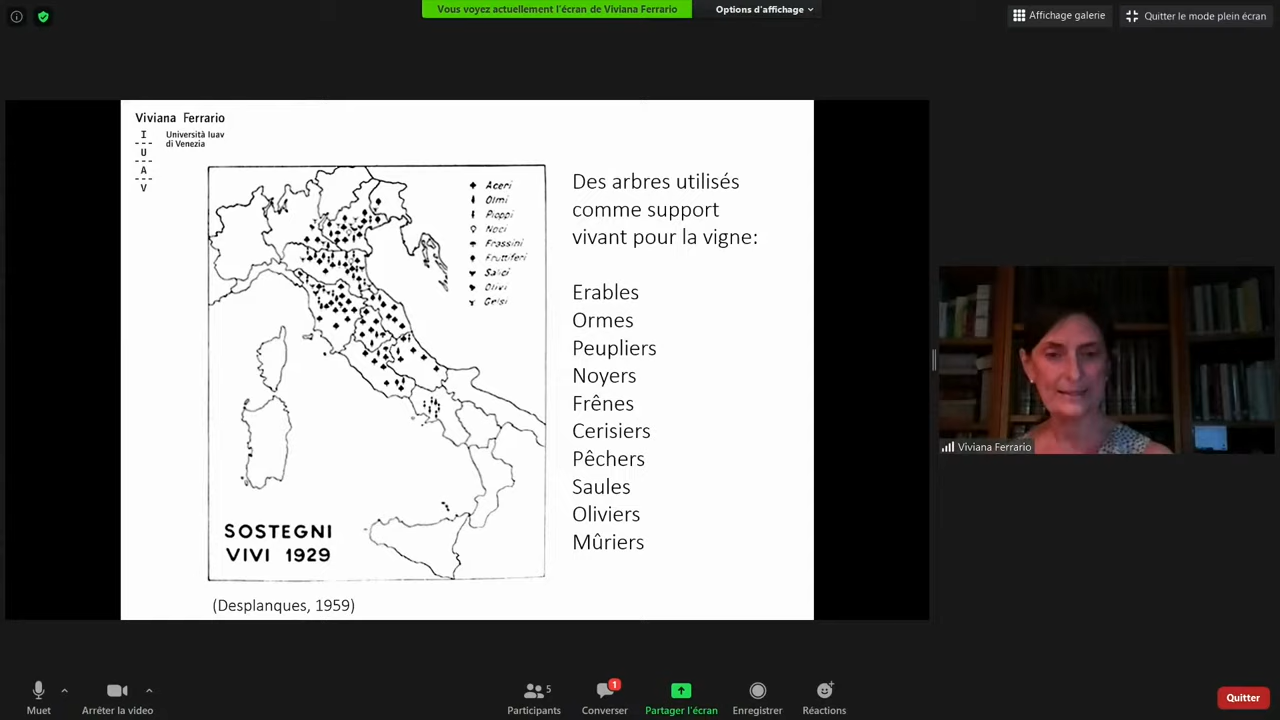 Vous voyez actuellement l'écran de Viviana Ferrario
Options d'affichage
Affichage galerie
Quitter le mode plein écran
Viviana Ferrario
I
U
A
V
Università Iuav
di Venezia
Aceri
Olmi
Pioppi
Noci
Frassini
Fruttiferi
Salici
Olivi
Gelsi
SOSTEGNI
VIVI 1929
(Desplanques, 1959)
Des arbres utilisés
comme support
vivant pour la vigne:
Erables
Ormes
Peupliers
Noyers
Frênes
Cerisiers
Pêchers
Saules
Oliviers
Mûriers
Viviana Ferrario
Muet
Arrêter la video
5
Participants
1
Converser
Partager l'écran
Enregistrer
Réactions
Quitter